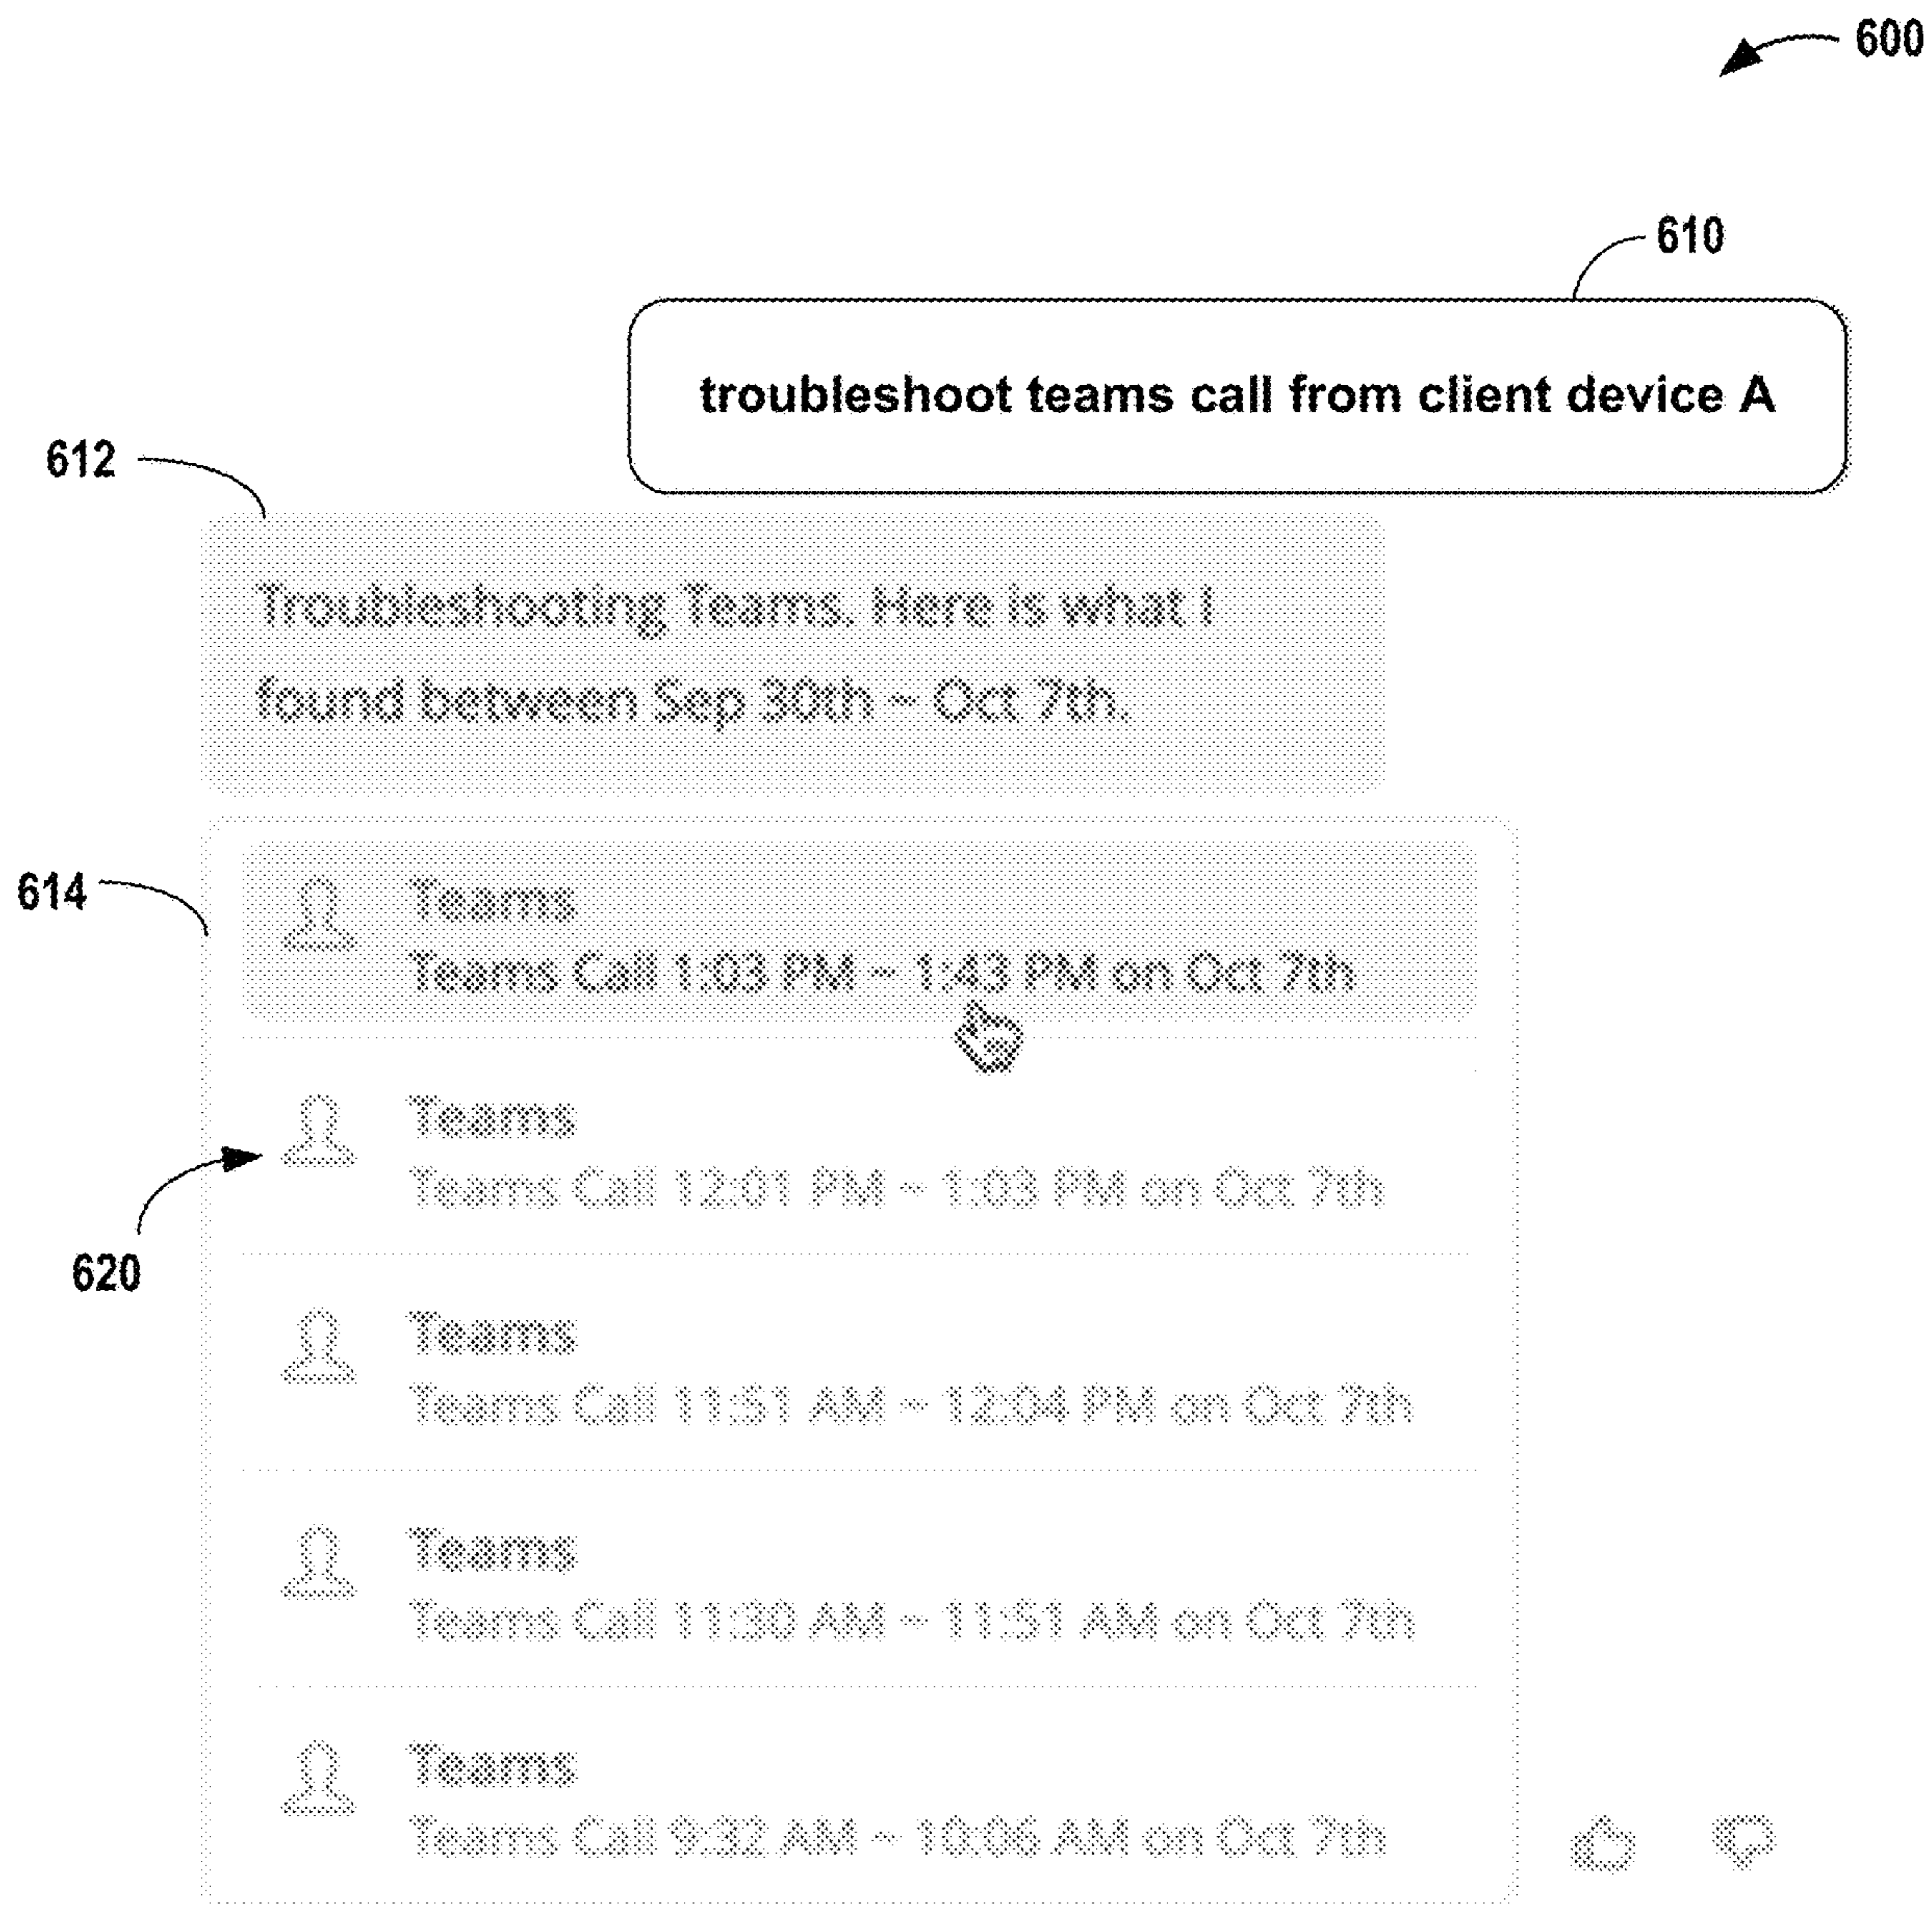 600
610
troubleshoot teams call from client device A
612
Troubleshooting Teams. Here is what I
found between Sep 30th ~ Oct 7th.
614
Teams
Teams Call 1:03 PM ~ 1:43 PM on Oct 7th
Teams
Teams Call 12:01 PM ~ 1:03 PM on Oct 7th
620
Teams
Teams Call 11:51 AM ~ 12:04 PM on Oct 7th
Teams
Teams Call 11:30 AM ~ 11:51 AM on Oct 7th
Teams
Teams Call 9:32 AM ~ 10:06 AM on Oct 7th